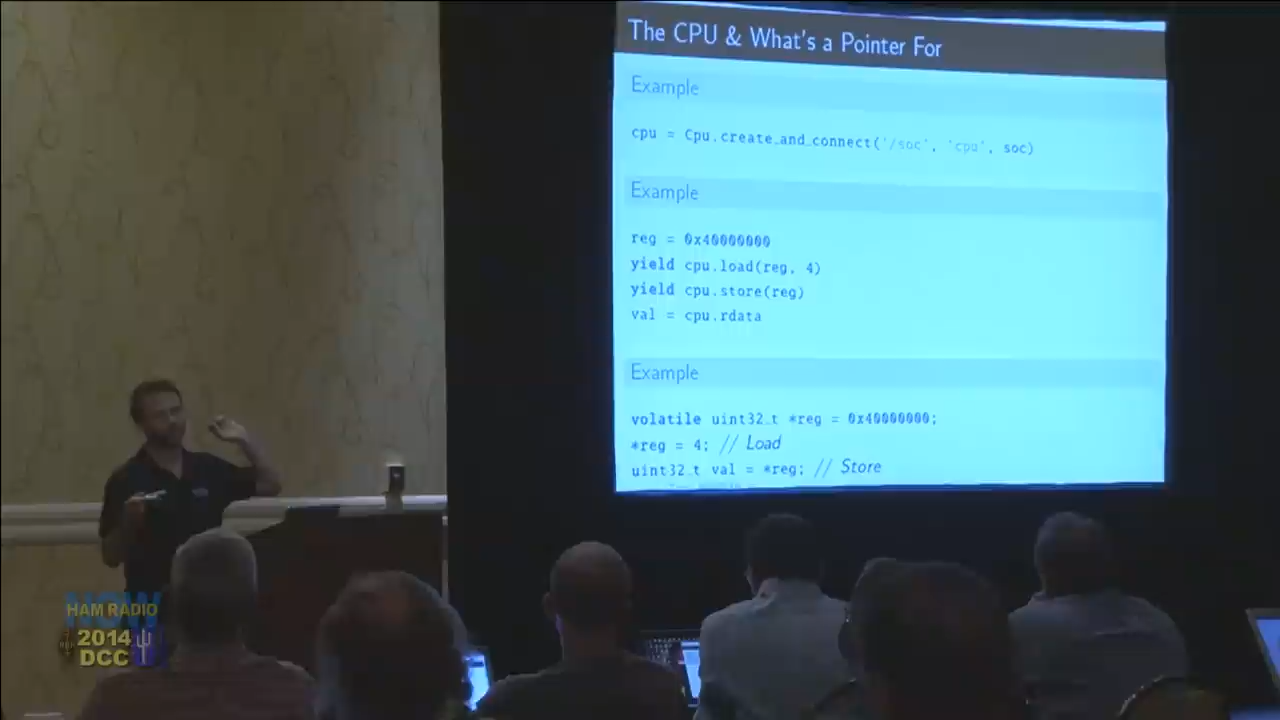 The CPU & What's a Pointer For
Example
cpu = Cpu.create_and_connect('/soc', 'cpu', soc)
Example
reg = 0x40000000
yield cpu.load(reg, 4)
yield cpu.store(reg)
val = cpu.rdata
Example
volatile uint32_t *reg = 0x40000000;
*reg = 4; // Load
uint32_t val = *reg; // Store
HAM RADIO
NOW
2014
DCC